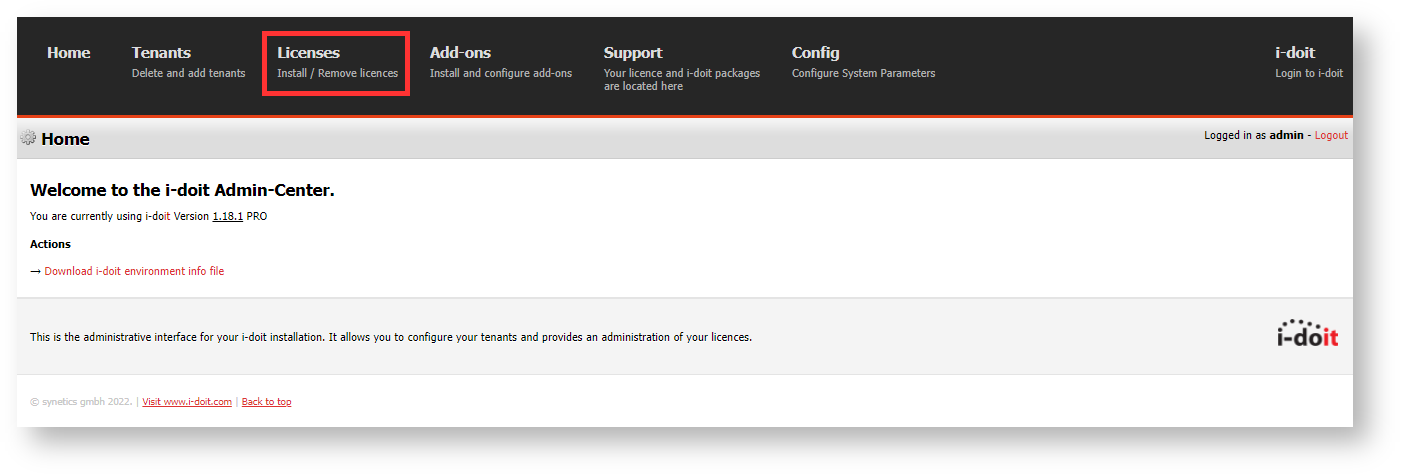 Home Tenants Licenses Add-ons Support Config i-doit
Delete and add tenants Install / Remove licences Install and configure add-ons Your licence and i-doit packages Configure System Parameters Login to i-doit
are located here
Home Logged in as admin - Logout
Welcome to the i-doit Admin-Center.
You are currently using i-doit Version 1.18.1 PRO
Actions
→ Download i-doit environment info file
This is the administrative interface for your i-doit installation. It allows you to configure your tenants and provides an administration of your licences.
i-doit
© synetics gmbh 2022. | Visit www.i-doit.com | Back to top